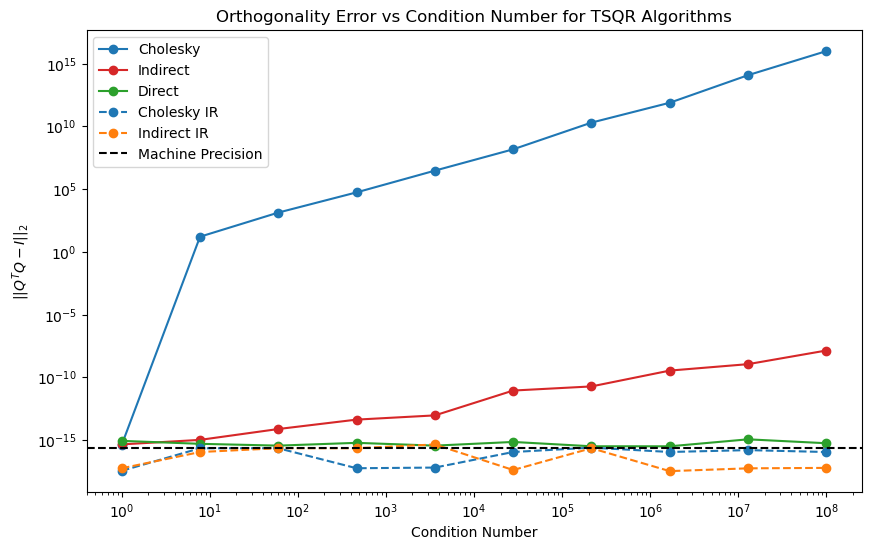 Orthogonality Error vs Condition Number for TSQR Algorithms
Cholesky
Indirect
Direct
Cholesky IR
Indirect IR
Machine Precision
||Q^T Q − I||_2
10^15
10^10
10^5
10^0
10^−5
10^−10
10^−15
10^0
10^1
10^2
10^3
10^4
10^5
10^6
10^7
10^8
Condition Number